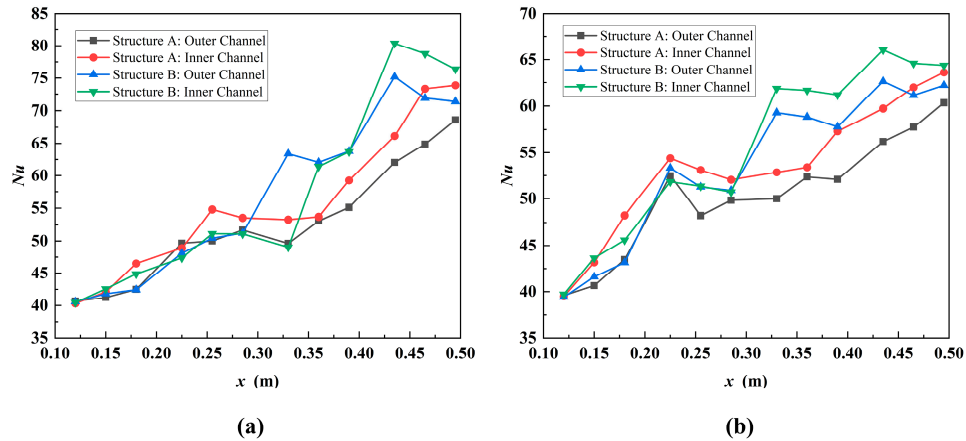 85
80
75
70
65
60
55
50
45
40
35
Nu
Structure A: Outer Channel
Structure A: Inner Channel
Structure B: Outer Channel
Structure B: Inner Channel
0.10 0.15 0.20 0.25 0.30 0.35 0.40 0.45 0.50
x (m)
(a)
70
65
60
55
50
45
40
35
Nu
Structure A: Outer Channel
Structure A: Inner Channel
Structure B: Outer Channel
Structure B: Inner Channel
0.10 0.15 0.20 0.25 0.30 0.35 0.40 0.45 0.50
x (m)
(b)